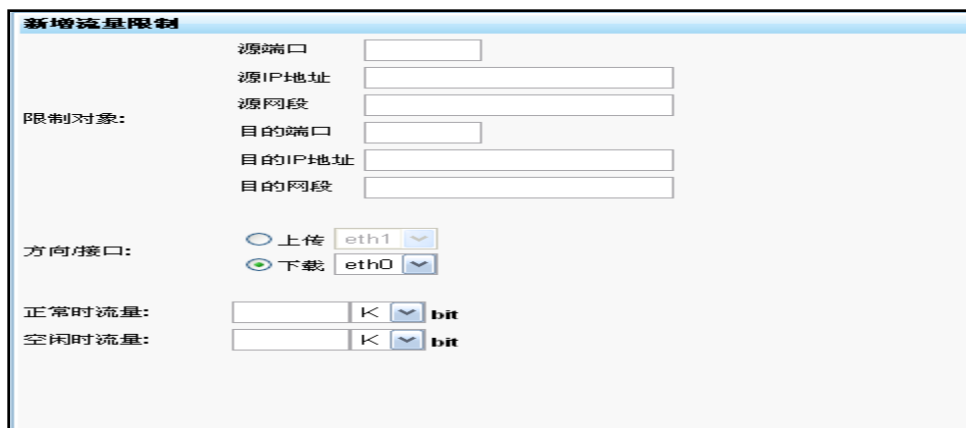 新增流量限制
源端口
源IP地址
源网段
限制对象:
目的端口
目的IP地址
目的网段
方向/接口:
上传 eth1
下载 eth0
正常时流量: K bit
空闲时流量: K bit